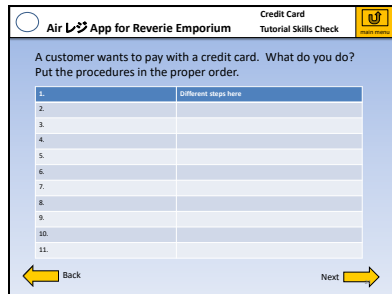 Air レジ App for Reverie Emporium
Credit Card
Tutorial Skills Check
main menu
A customer wants to pay with a credit card.  What do you do?
Put the procedures in the proper order.
1. Different steps here
2.
3.
4.
5.
6.
7.
8.
9.
10.
11.
Back
Next